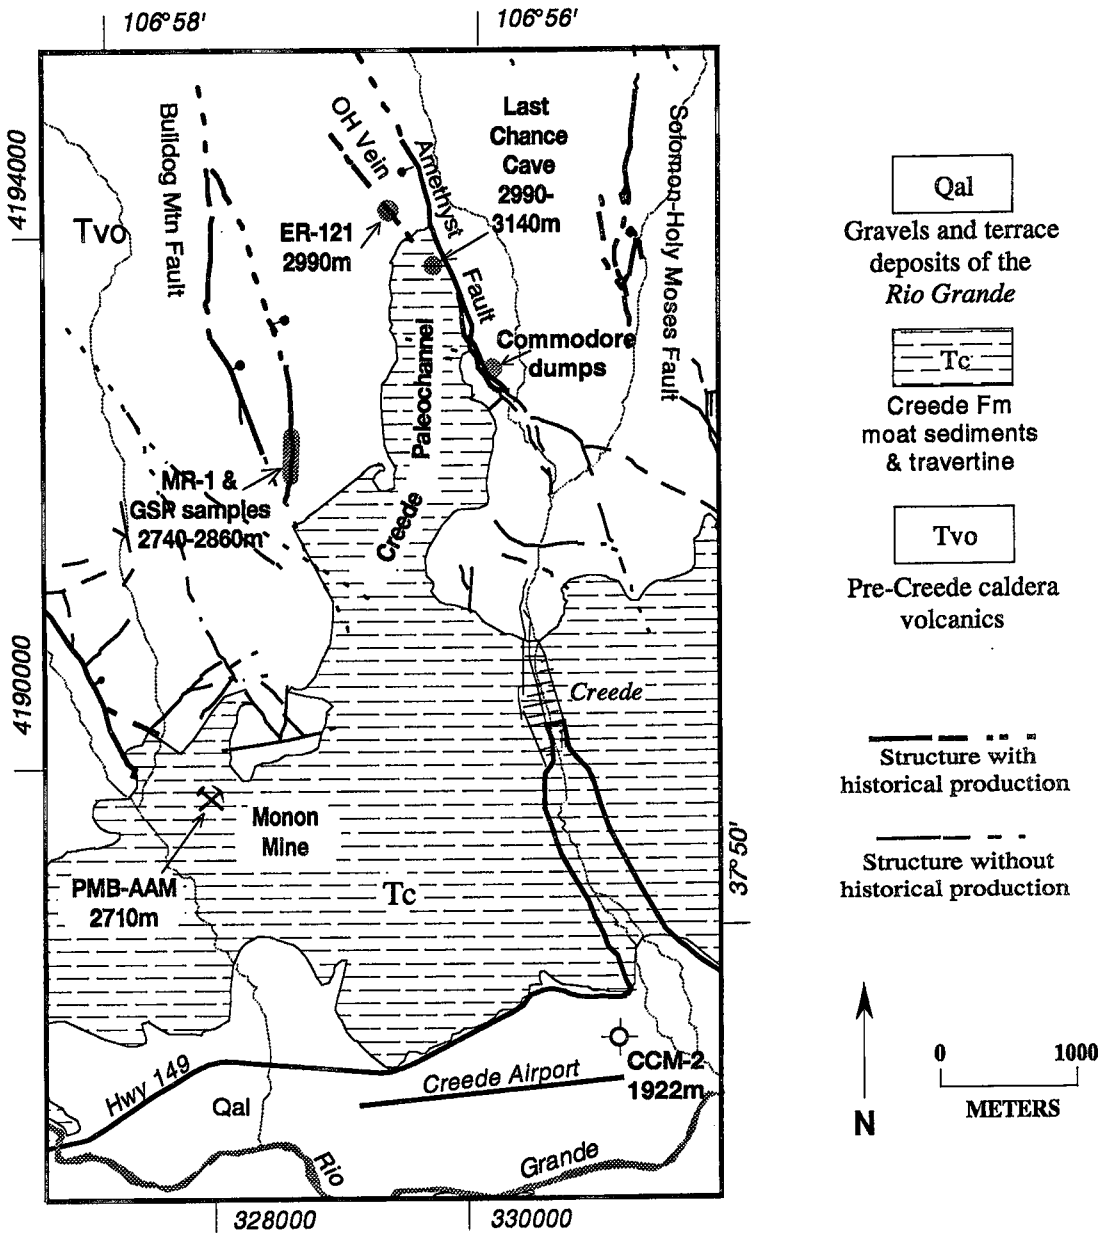 106°58'
106°56'
4194000
4190000
37°50'
328000
330000
Bulldog Mtn Fault
OH Vein
Amethyst
Fault
Last
Chance
Cave
2990-
3140m
Solomon-Holy Moses Fault
Tvo
ER-121
2990m
Commodore
dumps
Paleochannel
Creede
MR-1 &
GSR samples
2740-2860m
Creede
Monon
Mine
PMB-AAM
2710m
Tc
CCM-2
1922m
Hwy 149
Creede Airport
Qal
Rio
Grande
Qal
Gravels and terrace
deposits of the
Rio Grande
Tc
Creede Fm
moat sediments
& travertine
Tvo
Pre-Creede caldera
volcanics
Structure with
historical production
Structure without
historical production
N
0 1000
METERS